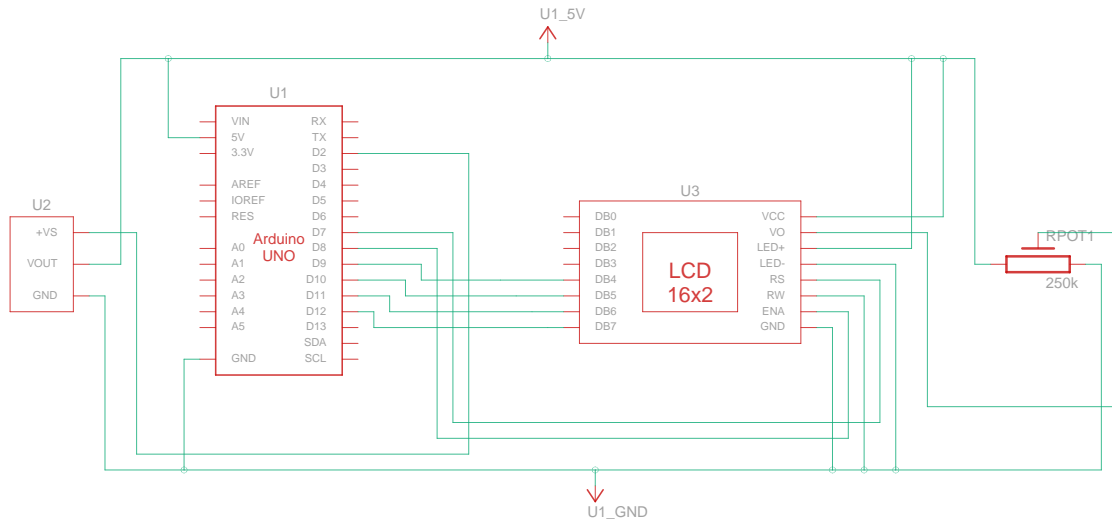 U1_5V
U1
VIN
5V
3.3V
AREF
IOREF
RES
A0
A1
A2
A3
A4
A5
GND
Arduino
UNO
RX
TX
D2
D3
D4
D5
D6
D7
D8
D9
D10
D11
D12
D13
SDA
SCL
U2
+VS
VOUT
GND
U3
DB0
DB1
DB2
DB3
DB4
DB5
DB6
DB7
LCD
16x2
VCC
VO
LED+
LED-
RS
RW
ENA
GND
RPOT1
250k
U1_GND